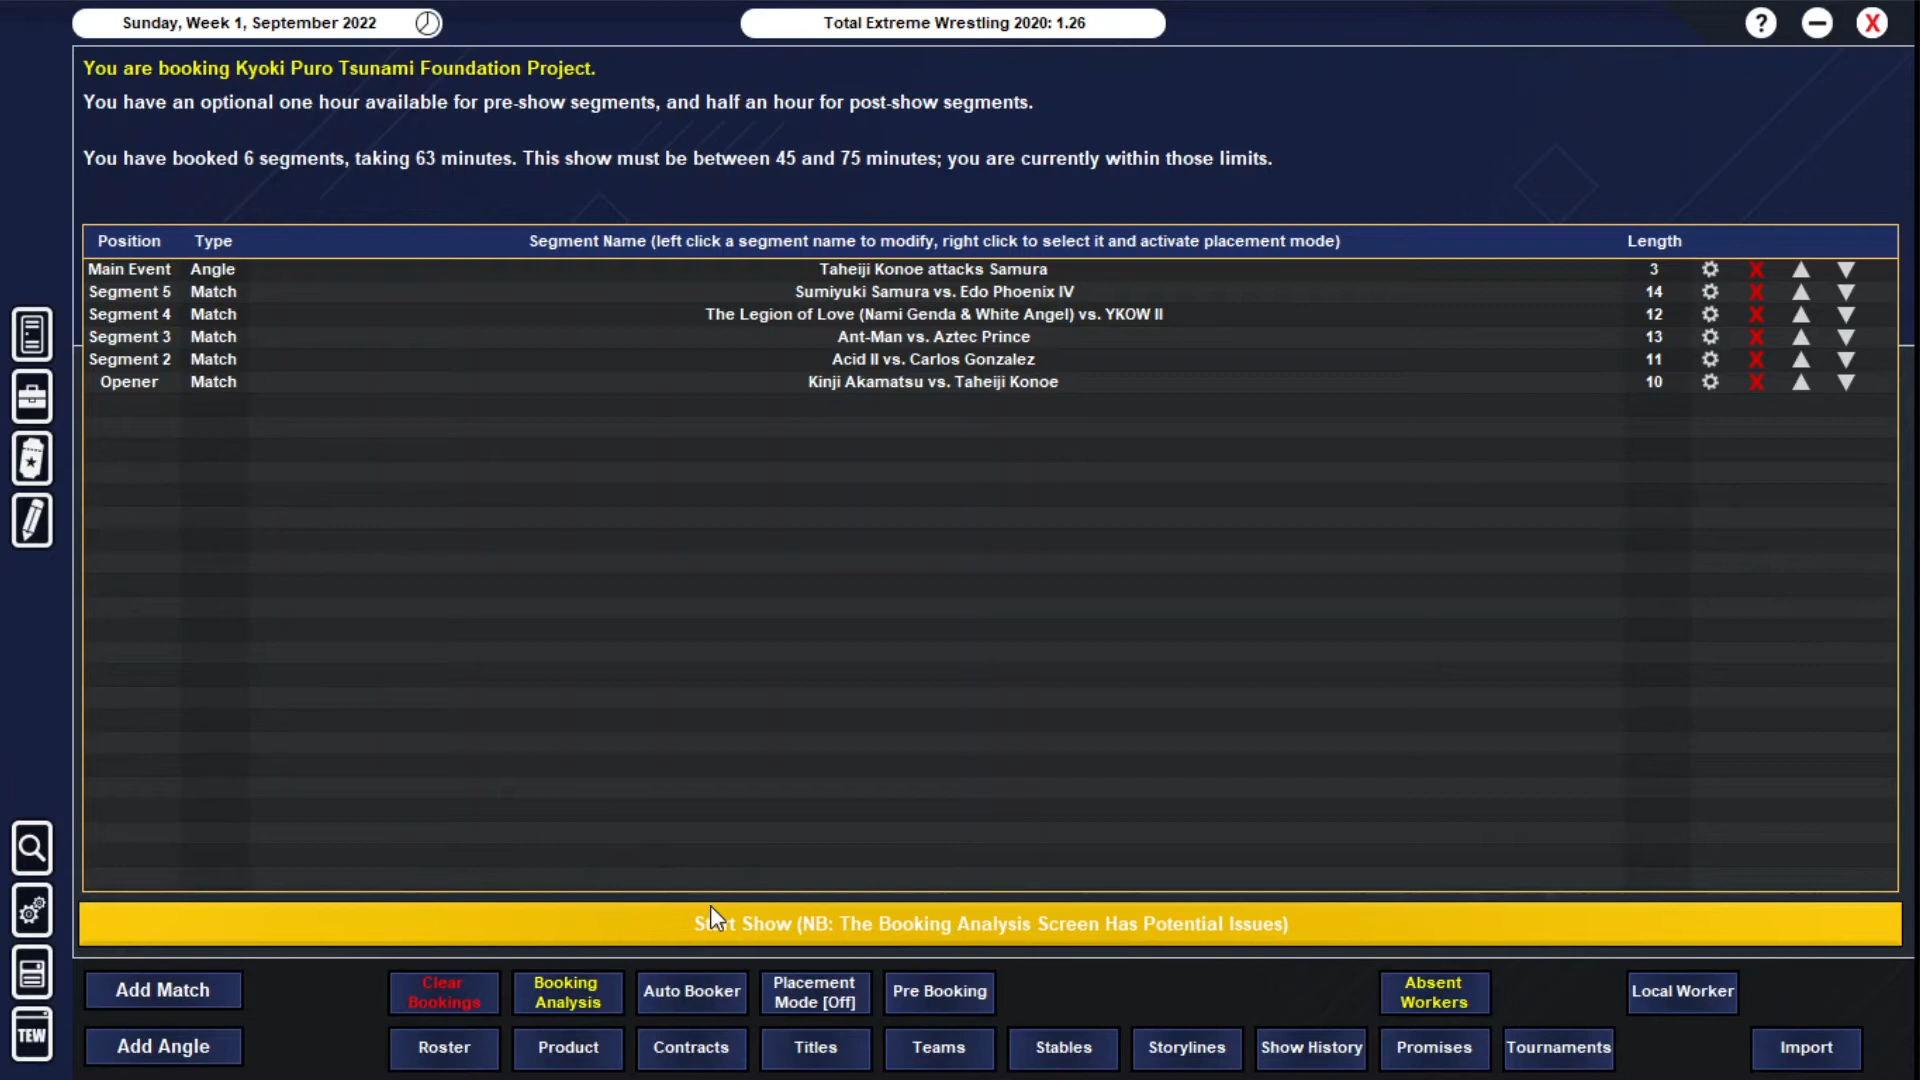 Sunday, Week 1, September 2022
Total Extreme Wrestling 2020: 1.26
?
X
You are booking Kyoki Puro Tsunami Foundation Project.
You have an optional one hour available for pre-show segments, and half an hour for post-show segments.
You have booked 6 segments, taking 63 minutes. This show must be between 45 and 75 minutes; you are currently within those limits.
Position Type Segment Name (left click a segment name to modify, right click to select it and activate placement mode) Length
Main Event Angle Taheiji Konoe attacks Samura 3 X
Segment 5 Match Sumiyuki Samura vs. Edo Phoenix IV 14 X
Segment 4 Match The Legion of Love (Nami Genda & White Angel) vs. YKOW II 12 X
Segment 3 Match Ant-Man vs. Aztec Prince 13 X
Segment 2 Match Acid II vs. Carlos Gonzalez 11 X
Opener Match Kinji Akamatsu vs. Taheiji Konoe 10 X
Start Show (NB: The Booking Analysis Screen Has Potential Issues)
Add Match
Clear Bookings
Booking Analysis
Auto Booker
Placement Mode [Off]
Pre Booking
Absent Workers
Local Worker
TEW
Add Angle
Roster
Product
Contracts
Titles
Teams
Stables
Storylines
Show History
Promises
Tournaments
Import